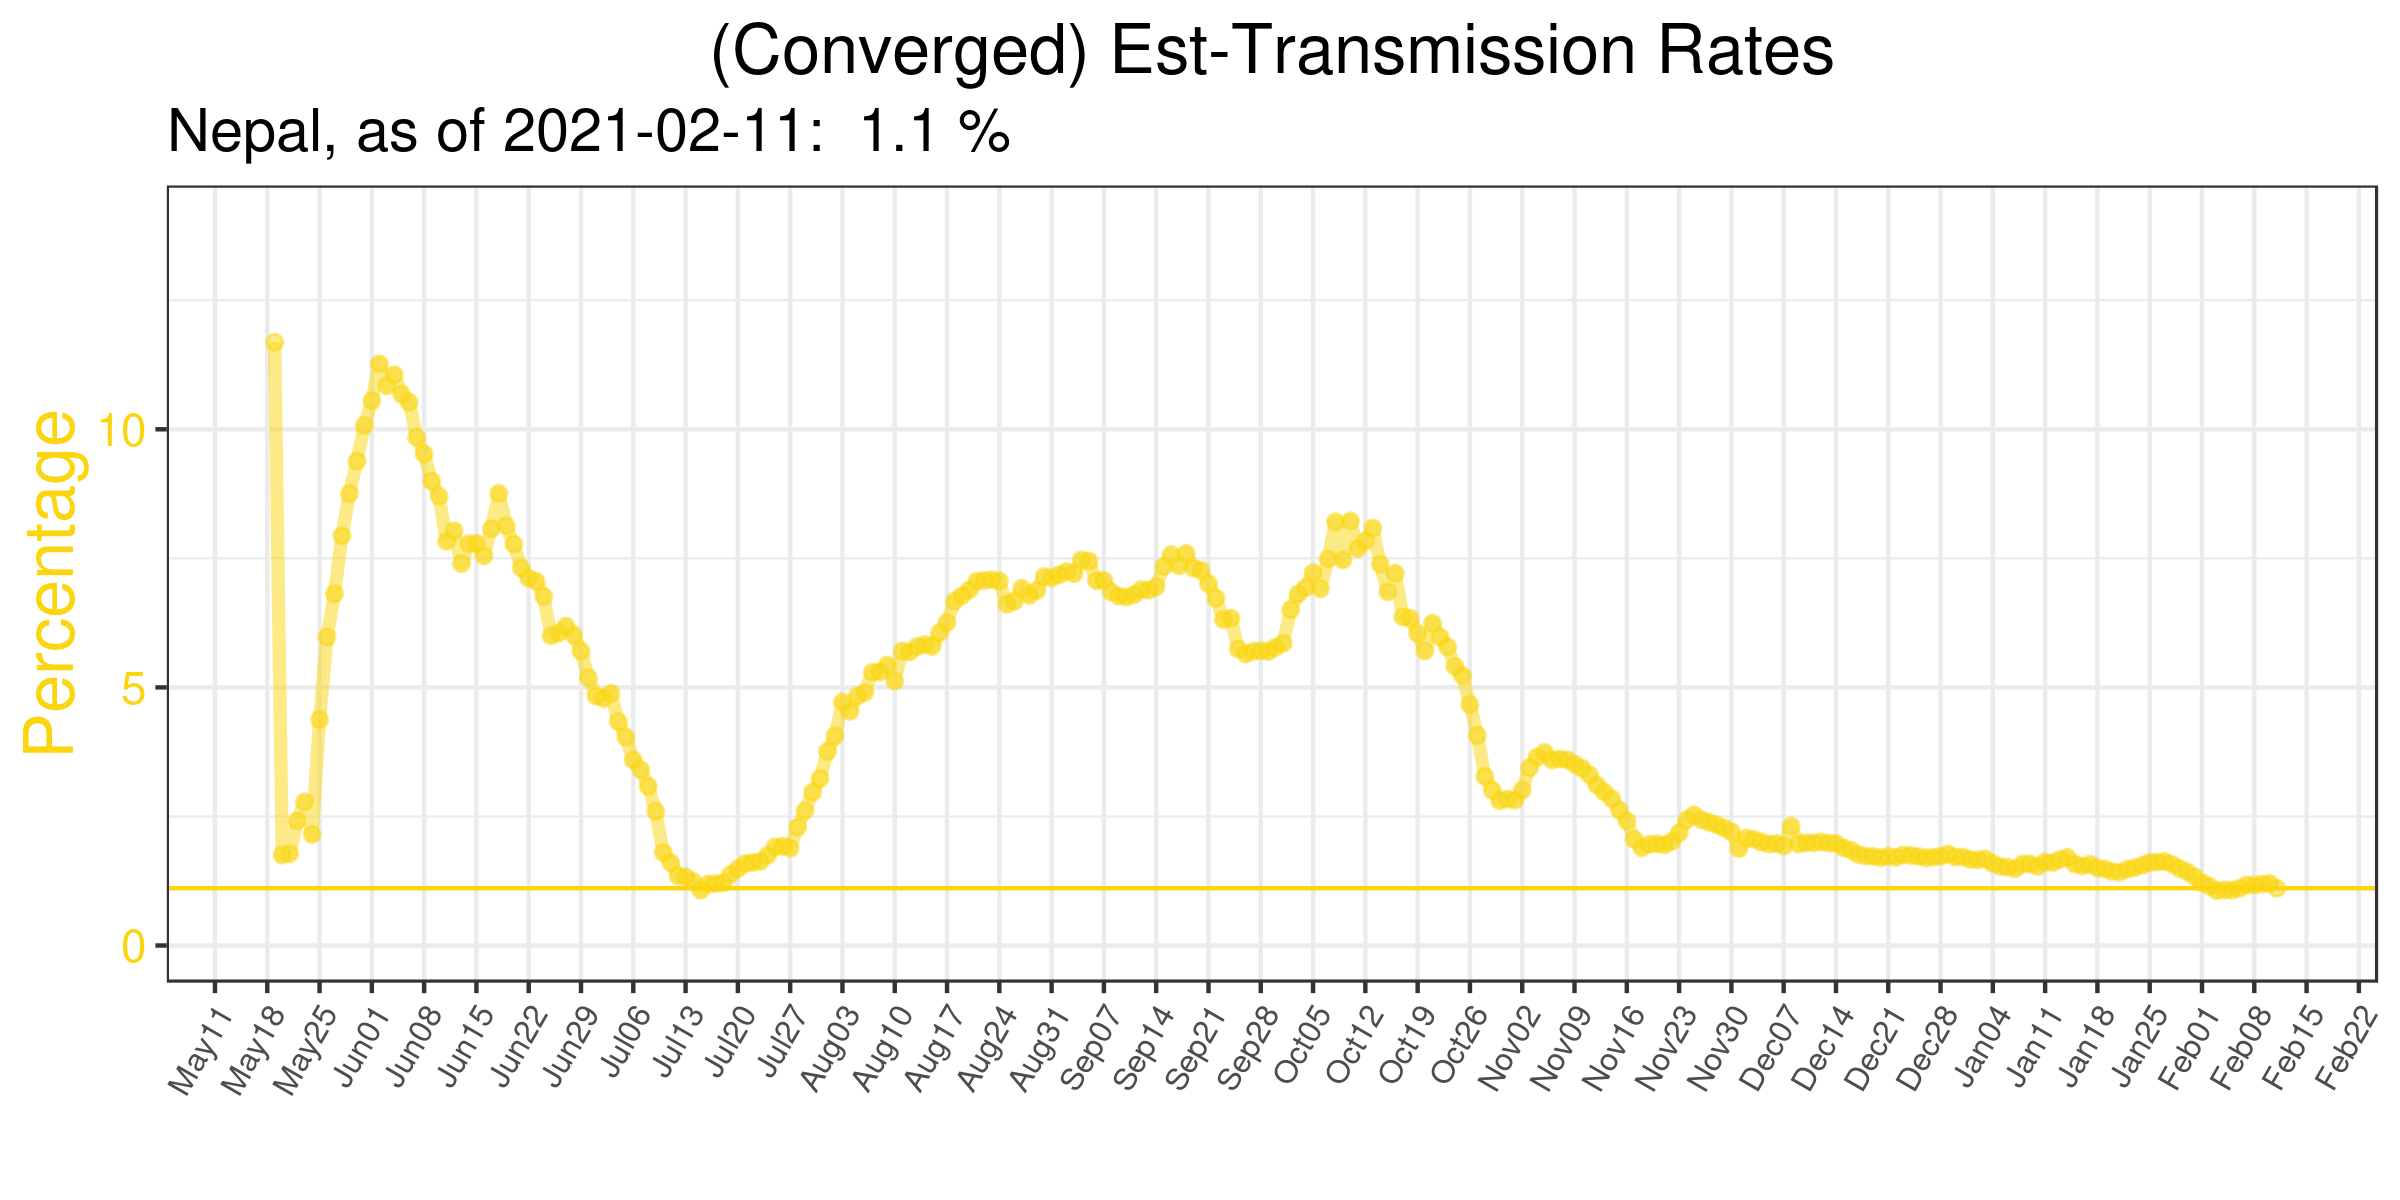 (Converged) Est-Transmission Rates
Nepal, as of 2021-02-11:  1.1 %
Percentage
10
5
0
May11
May18
May25
Jun01
Jun08
Jun15
Jun22
Jun29
Jul06
Jul13
Jul20
Jul27
Aug03
Aug10
Aug17
Aug24
Aug31
Sep07
Sep14
Sep21
Sep28
Oct05
Oct12
Oct19
Oct26
Nov02
Nov09
Nov16
Nov23
Nov30
Dec07
Dec14
Dec21
Dec28
Jan04
Jan11
Jan18
Jan25
Feb01
Feb08
Feb15
Feb22